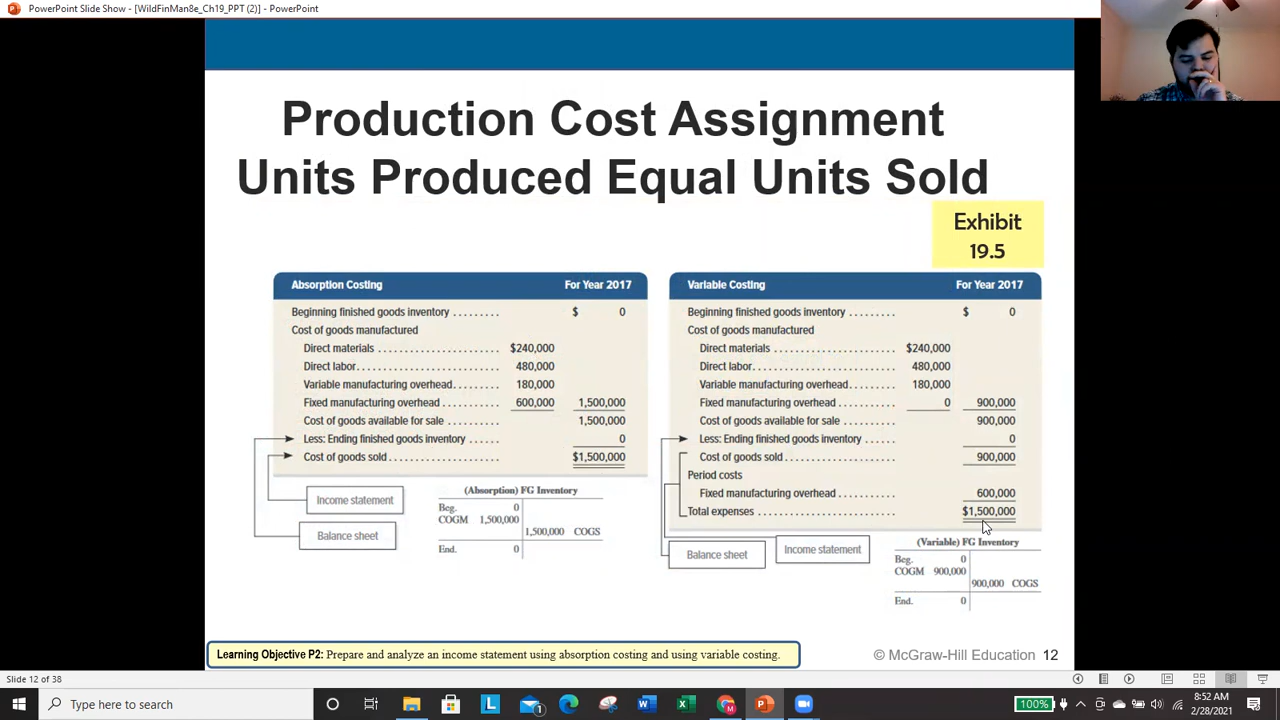 PowerPoint Slide Show - [WildFinMan8e_Ch19_PPT (2)] - PowerPoint
Production Cost Assignment
Units Produced Equal Units Sold
Exhibit
19.5
Absorption Costing For Year 2017
Beginning finished goods inventory ......... $ 0
Cost of goods manufactured
Direct materials ............................ $240,000
Direct labor................................ 480,000
Variable manufacturing overhead......... 180,000
Fixed manufacturing overhead .......... 600,000 1,500,000
Cost of goods available for sale .......... 1,500,000
Less: Ending finished goods inventory ...... 0
Cost of goods sold.......................... $1,500,000
Income statement
Balance sheet
(Absorption) FG Inventory
Beg. 0
COGM 1,500,000
1,500,000 COGS
End. 0
Variable Costing For Year 2017
Beginning finished goods inventory ......... $ 0
Cost of goods manufactured
Direct materials ............................ $240,000
Direct labor................................ 480,000
Variable manufacturing overhead......... 180,000
Fixed manufacturing overhead .......... 0 900,000
Cost of goods available for sale .......... 900,000
Less: Ending finished goods inventory ...... 0
Cost of goods sold.......................... 900,000
Period costs
Fixed manufacturing overhead .......... 600,000
Total expenses ............................. $1,500,000
Balance sheet
Income statement
(Variable) FG Inventory
Beg. 0
COGM 900,000
900,000 COGS
End. 0
Learning Objective P2: Prepare and analyze an income statement using absorption costing and using variable costing.
© McGraw-Hill Education 12
Slide 12 of 38
Type here to search
100%
8:52 AM
2/28/2021